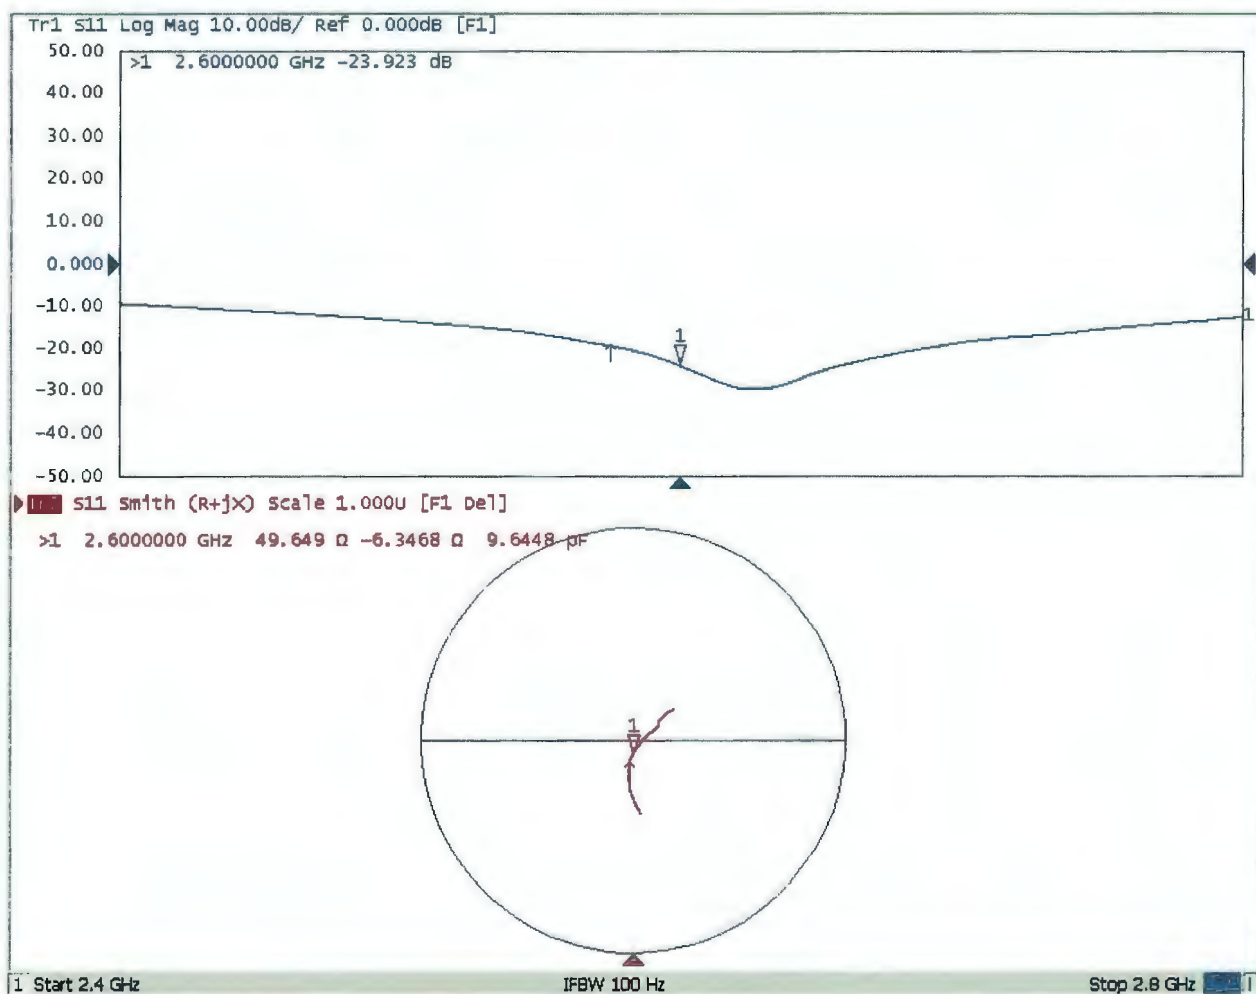 Tr1 S11 Log Mag 10.00dB/ Ref 0.000dB [F1]
50.00
>1 2.6000000 GHz -23.923 dB
40.00
30.00
20.00
10.00
0.000
-10.00
1
1
-20.00
-30.00
-40.00
-50.00
S11 Smith (R+jX) Scale 1.000U [F1 Del]
>1 2.6000000 GHz 49.649 Ω -6.3468 Ω 9.6448 pF
1
1 Start 2.4 GHz IFBW 100 Hz Stop 2.8 GHz